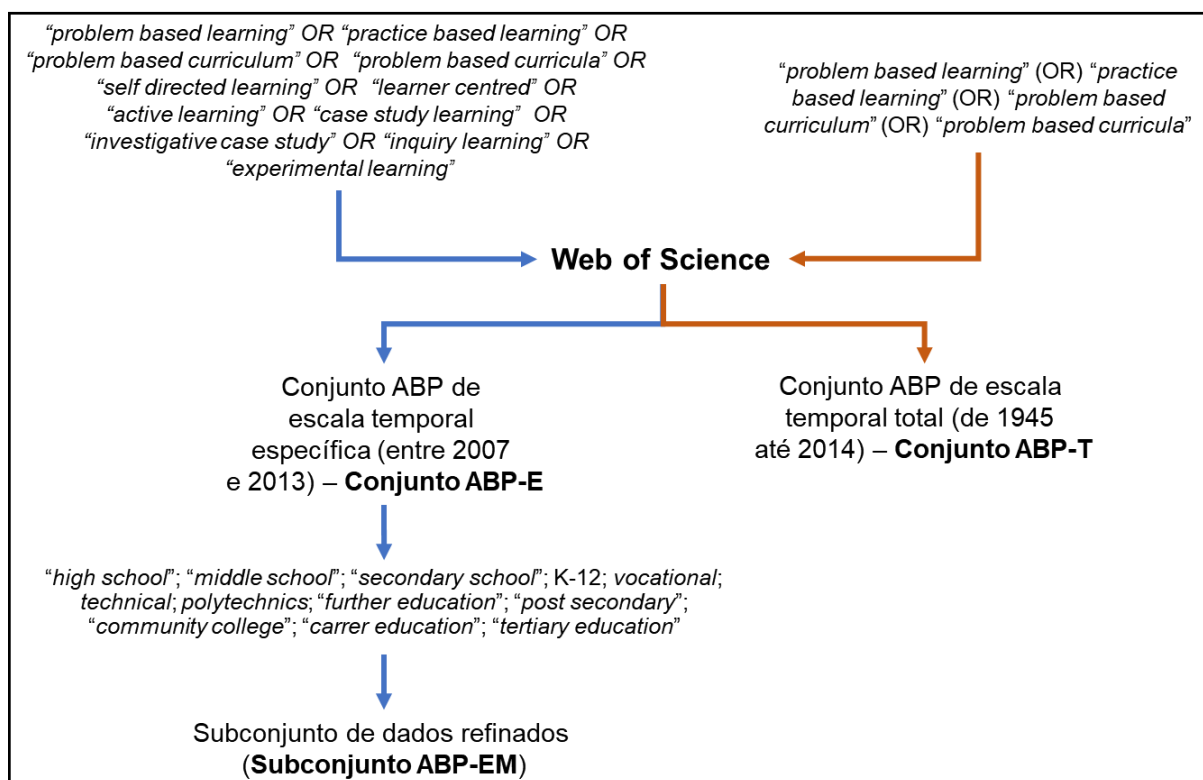 “problem based learning” OR “practice based learning” OR
“problem based curriculum” OR “problem based curricula” OR
“self directed learning” OR “learner centred” OR
“active learning” OR “case study learning” OR
“investigative case study” OR “inquiry learning” OR
“experimental learning”
“problem based learning” (OR) “practice
based learning” (OR) “problem based
curriculum” (OR) “problem based curricula”
Web of Science
Conjunto ABP de
escala temporal
específica (entre 2007
e 2013) – Conjunto ABP-E
Conjunto ABP de escala
temporal total (de 1945
até 2014) – Conjunto ABP-T
“high school”; “middle school”; “secondary school”; K-12; vocational;
technical; polytechnics; “further education”; “post secondary”;
“community college”; “carrer education”; “tertiary education”
Subconjunto de dados refinados
(Subconjunto ABP-EM)